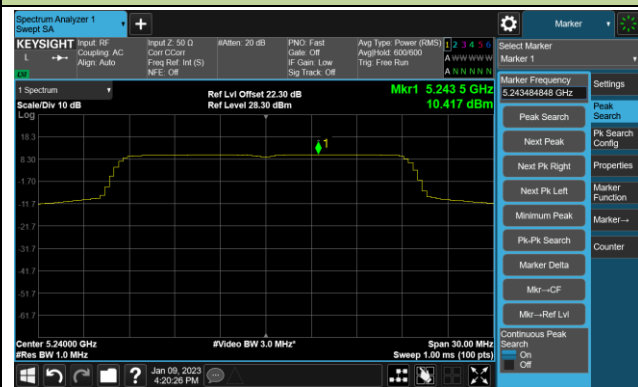 Spectrum Analyzer 1
Swept SA
Marker
KEYSIGHT
L
Input: RF
Coupling: AC
Align: Auto
Input Z: 50 Ω
Corr CCorr
Freq Ref: Int (S)
NFE: Off
#Atten: 20 dB
PNO: Fast
Gate: Off
IF Gain: Low
Sig Track: Off
Avg Type: Power (RMS)
Avg|Hold: 600/600
Trig: Free Run
1 2 3 4 5 6
A W W W W W
A N N N N N
Select Marker
Marker 1
1 Spectrum
Scale/Div 10 dB
Log
Ref Lvl Offset 22.30 dB
Ref Level 28.30 dBm
Mkr1 5.243 5 GHz
10.417 dBm
18.3
8.30
-1.70
-11.7
-21.7
-31.7
-41.7
-51.7
-61.7
1
Center 5.24000 GHz
#Res BW 1.0 MHz
#Video BW 3.0 MHz*
Span 30.00 MHz
Sweep 1.00 ms (100 pts)
Marker Frequency
5.243484848 GHz
Peak Search
Next Peak
Next Pk Right
Next Pk Left
Minimum Peak
Pk-Pk Search
Marker Delta
Mkr→CF
Mkr→Ref Lvl
Continuous Peak
Search
On
Off
Settings
Peak
Search
Pk Search
Config
Properties
Marker
Function
Marker→
Counter
Jan 09, 2023
4:20:26 PM